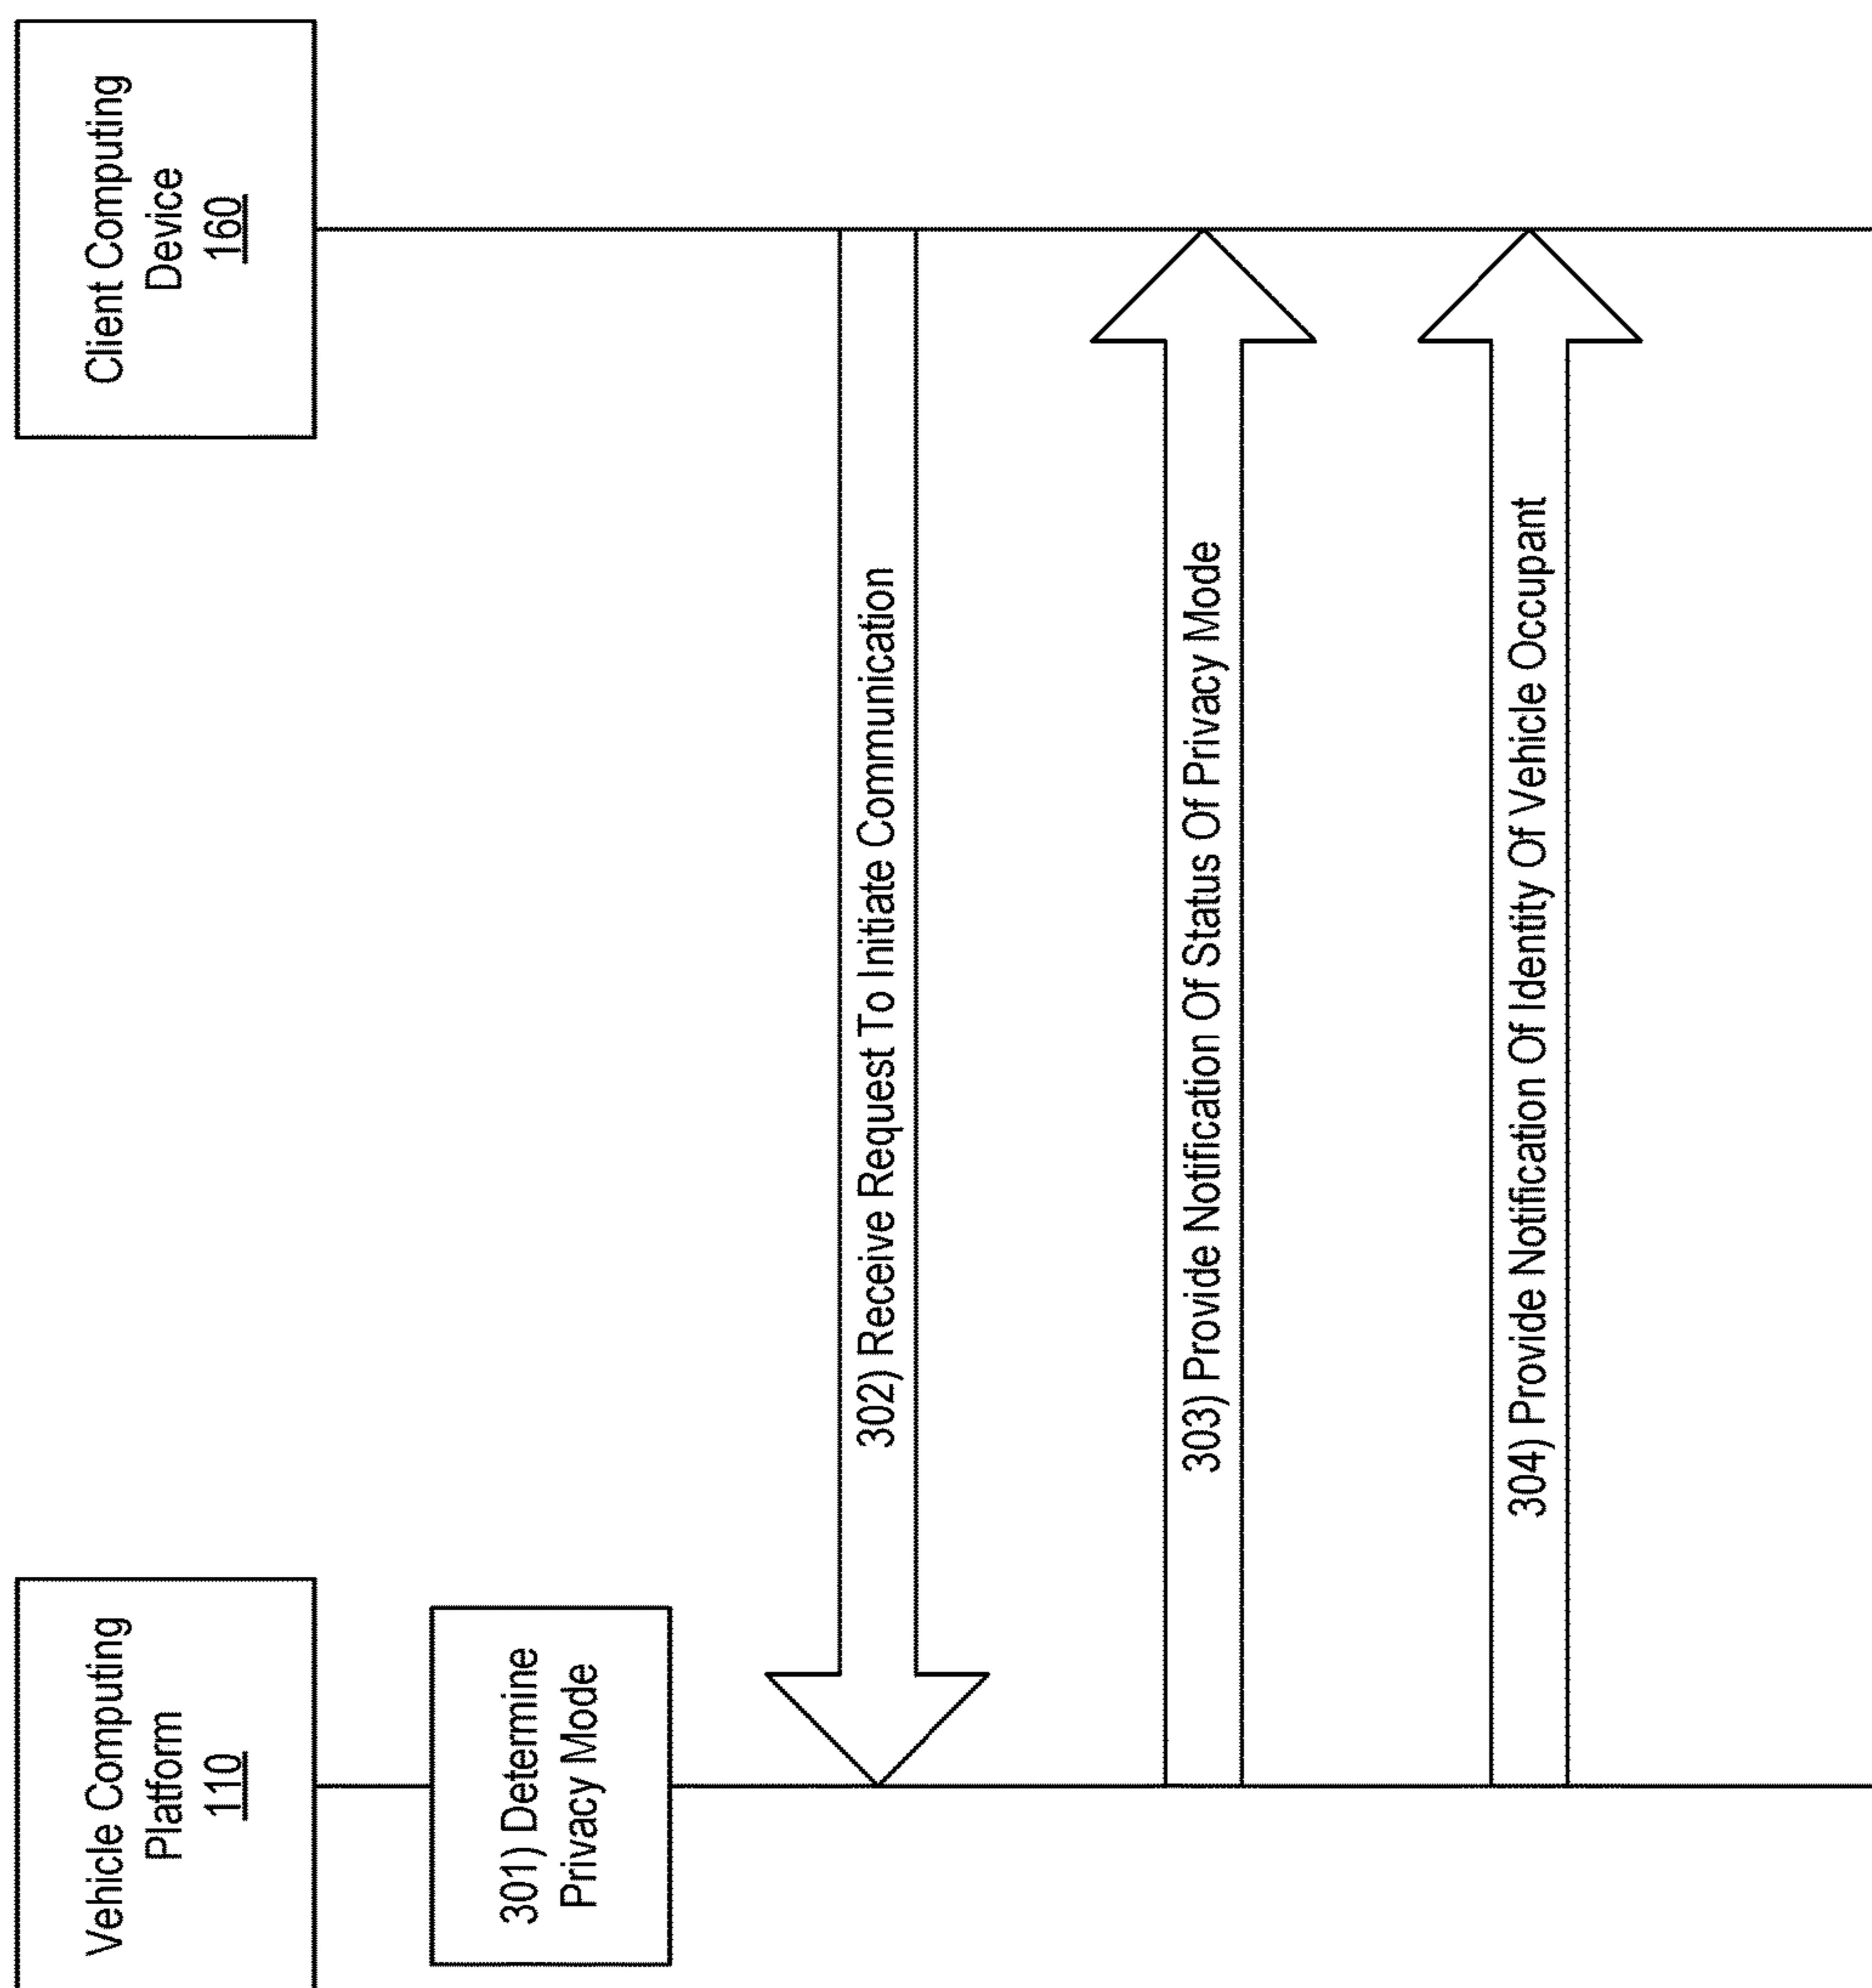 Vehicle Computing
Platform
110
Client Computing
Device
160
301) Determine
Privacy Mode
302) Receive Request To Initiate Communication
303) Provide Notification Of Status Of Privacy Mode
304) Provide Notification Of Identity Of Vehicle Occupant